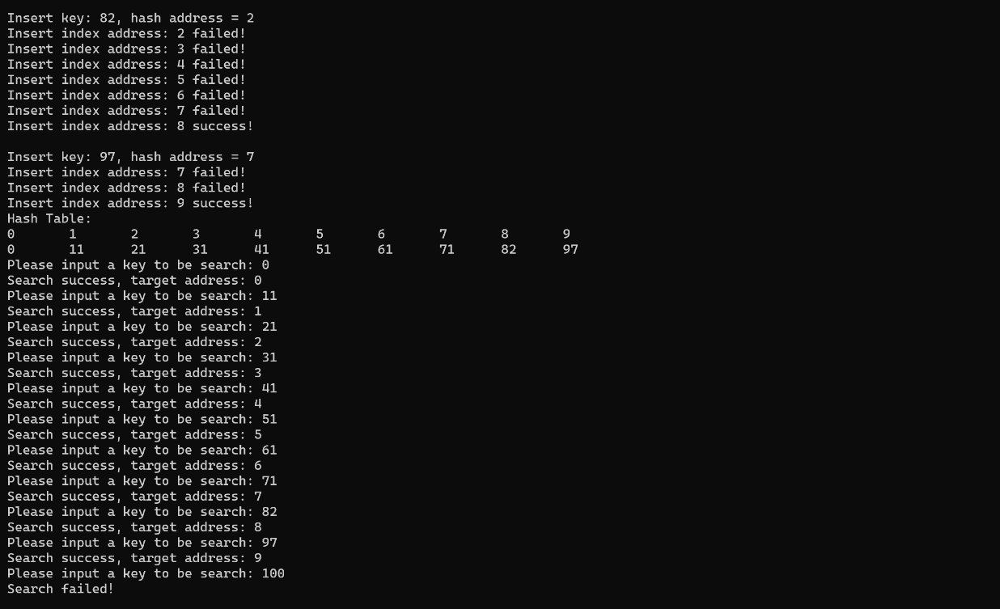 Insert key: 82, hash address = 2
Insert index address: 2 failed!
Insert index address: 3 failed!
Insert index address: 4 failed!
Insert index address: 5 failed!
Insert index address: 6 failed!
Insert index address: 7 failed!
Insert index address: 8 success!

Insert key: 97, hash address = 7
Insert index address: 7 failed!
Insert index address: 8 failed!
Insert index address: 9 success!
Hash Table:
0       1       2       3       4       5       6       7       8       9
0       11      21      31      41      51      61      71      82      97
Please input a key to be search: 0
Search success, target address: 0
Please input a key to be search: 11
Search success, target address: 1
Please input a key to be search: 21
Search success, target address: 2
Please input a key to be search: 31
Search success, target address: 3
Please input a key to be search: 41
Search success, target address: 4
Please input a key to be search: 51
Search success, target address: 5
Please input a key to be search: 61
Search success, target address: 6
Please input a key to be search: 71
Search success, target address: 7
Please input a key to be search: 82
Search success, target address: 8
Please input a key to be search: 97
Search success, target address: 9
Please input a key to be search: 100
Search failed!